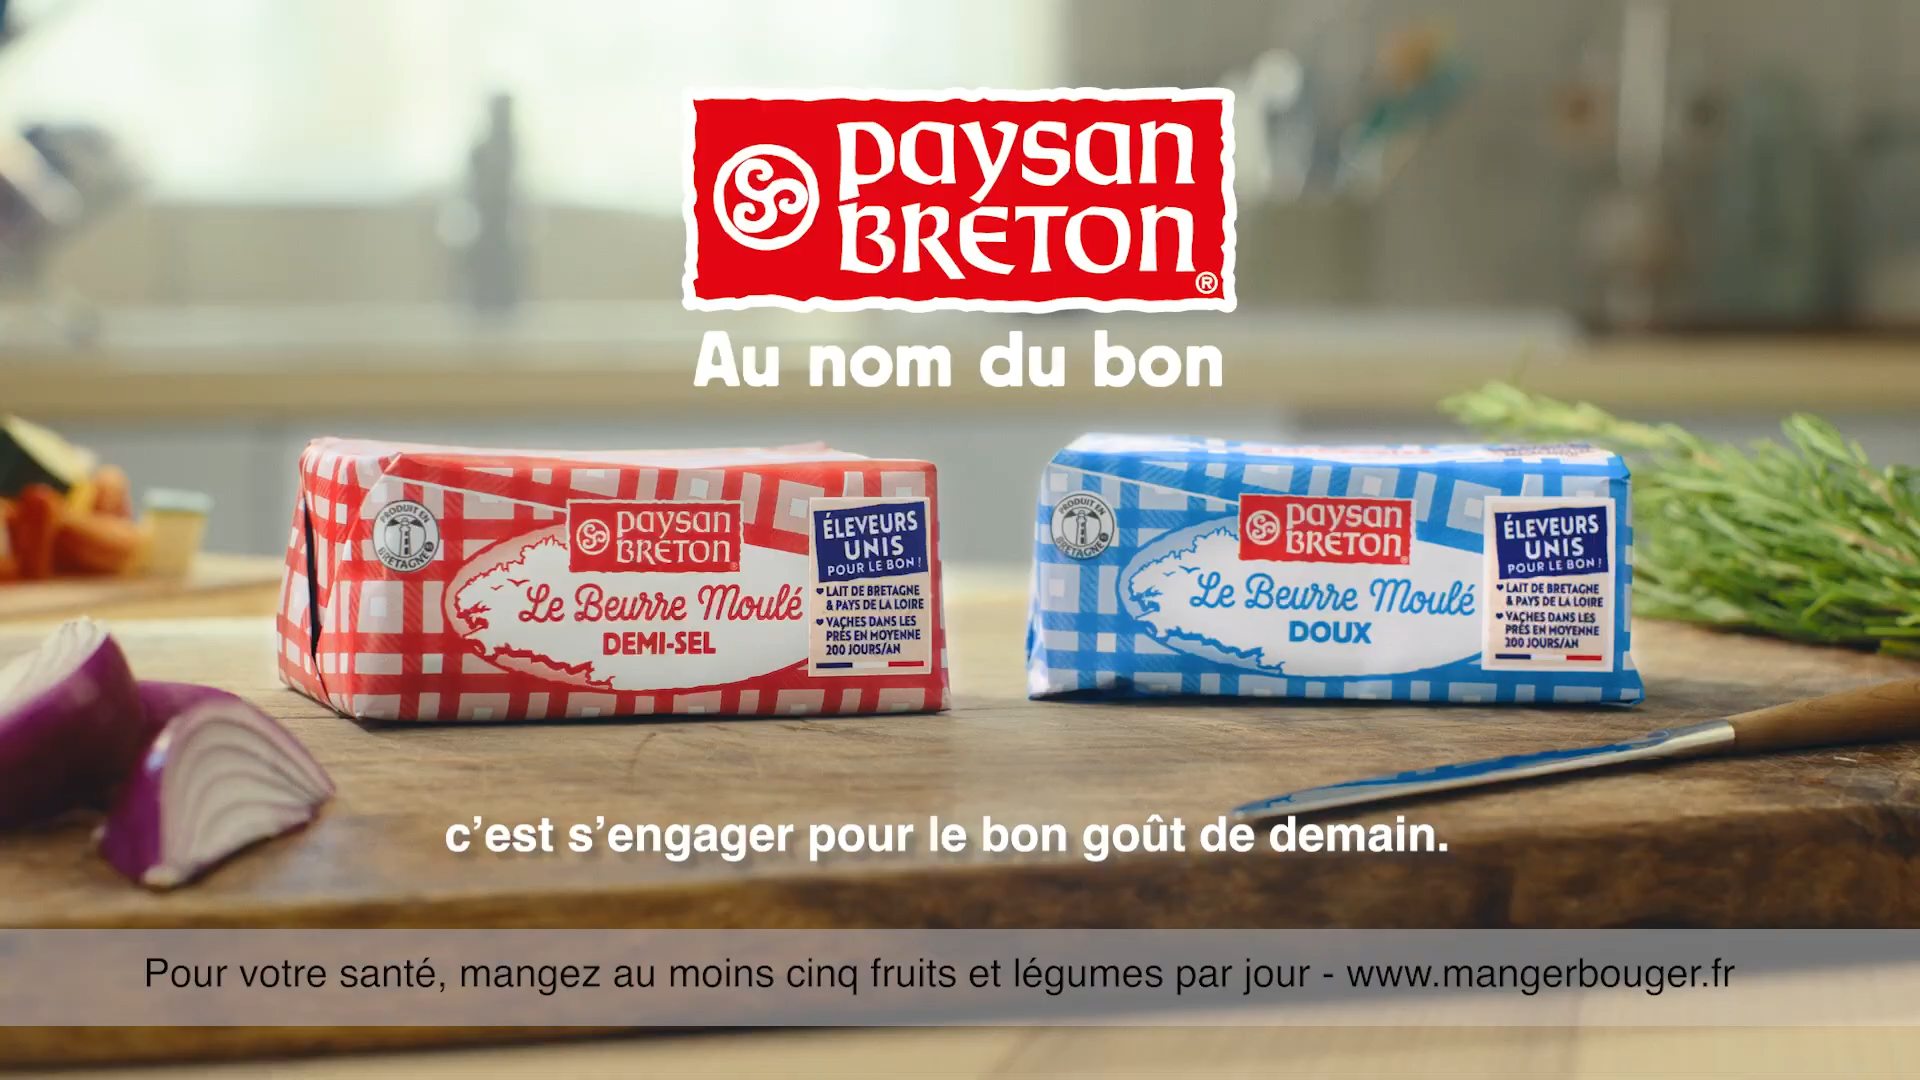 paysan
BRETON
®
Au nom du bon
PRODUIT EN
BRETAGNE
paysan
BRETON
Le Beurre Moulé
DEMI-SEL
ÉLEVEURS
UNIS
POUR LE BON !
LAIT DE BRETAGNE
& PAYS DE LA LOIRE
VACHES DANS LES
PRÉS EN MOYENNE
200 JOURS/AN
PRODUIT EN
BRETAGNE
paysan
BRETON
Le Beurre Moulé
DOUX
ÉLEVEURS
UNIS
POUR LE BON !
LAIT DE BRETAGNE
& PAYS DE LA LOIRE
VACHES DANS LES
PRÉS EN MOYENNE
200 JOURS/AN
c’est s’engager pour le bon goût de demain.
Pour votre santé, mangez au moins cinq fruits et légumes par jour - www.mangerbouger.fr